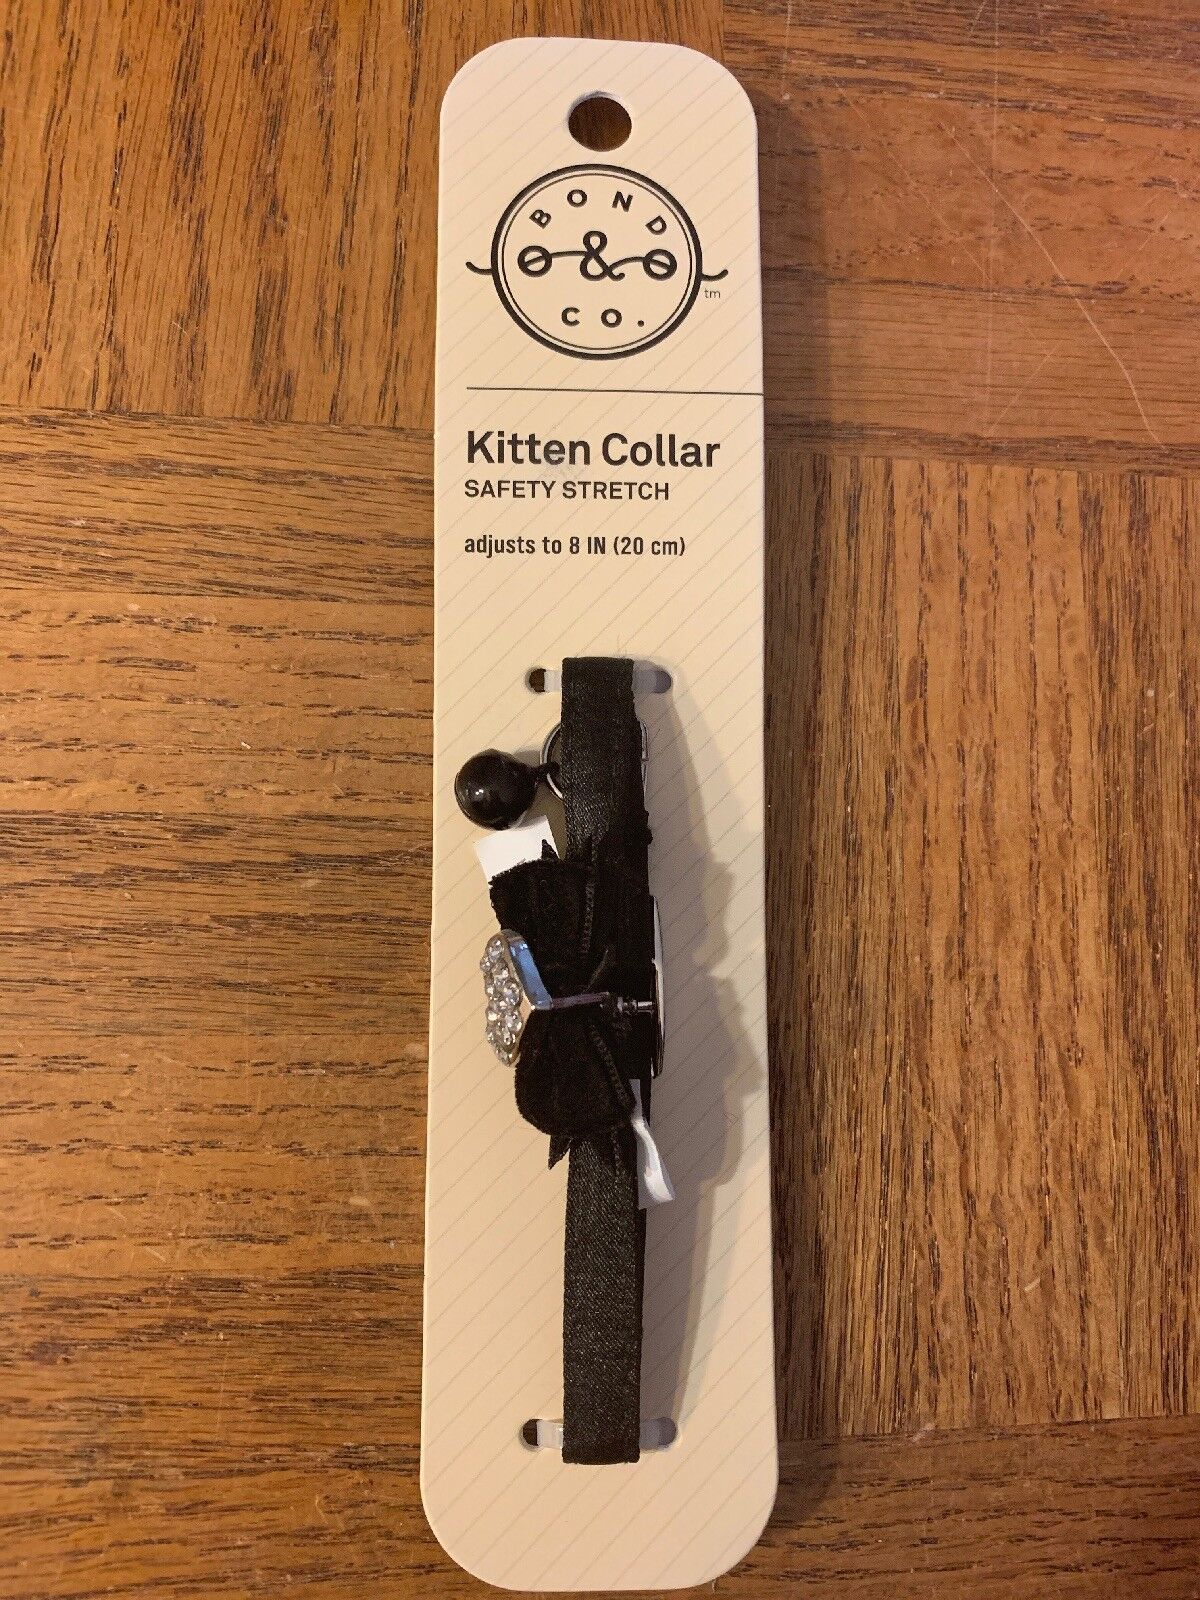 BOND
&
CO.
tm
Kitten Collar
SAFETY STRETCH
adjusts to 8 IN (20 cm)